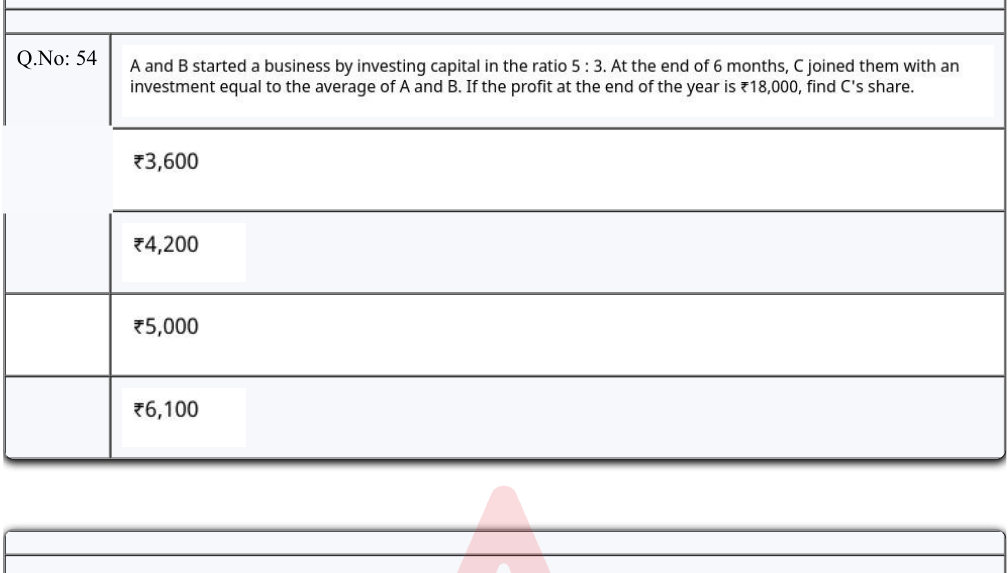 Q.No: 54
A and B started a business by investing capital in the ratio 5 : 3. At the end of 6 months, C joined them with an
investment equal to the average of A and B. If the profit at the end of the year is ₹18,000, find C's share.
₹3,600
₹4,200
₹5,000
₹6,100